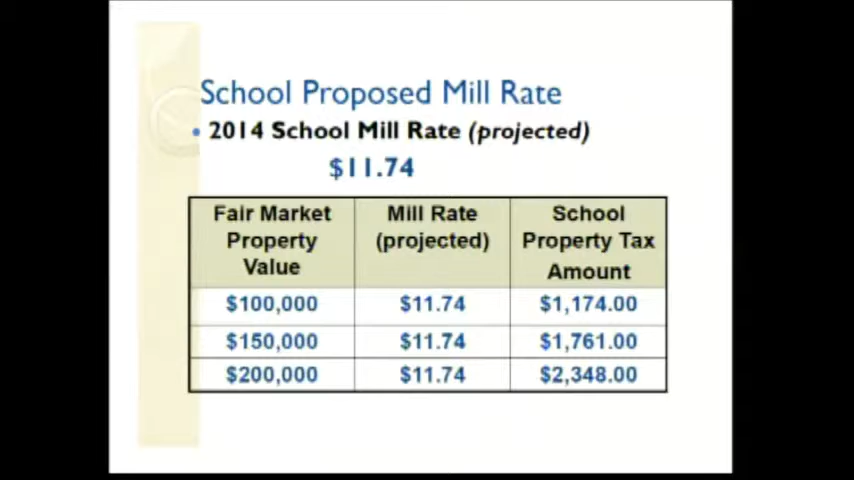 School Proposed Mill Rate
• 2014 School Mill Rate (projected)
$11.74
Fair Market Property Value | Mill Rate (projected) | School Property Tax Amount
$100,000 | $11.74 | $1,174.00
$150,000 | $11.74 | $1,761.00
$200,000 | $11.74 | $2,348.00